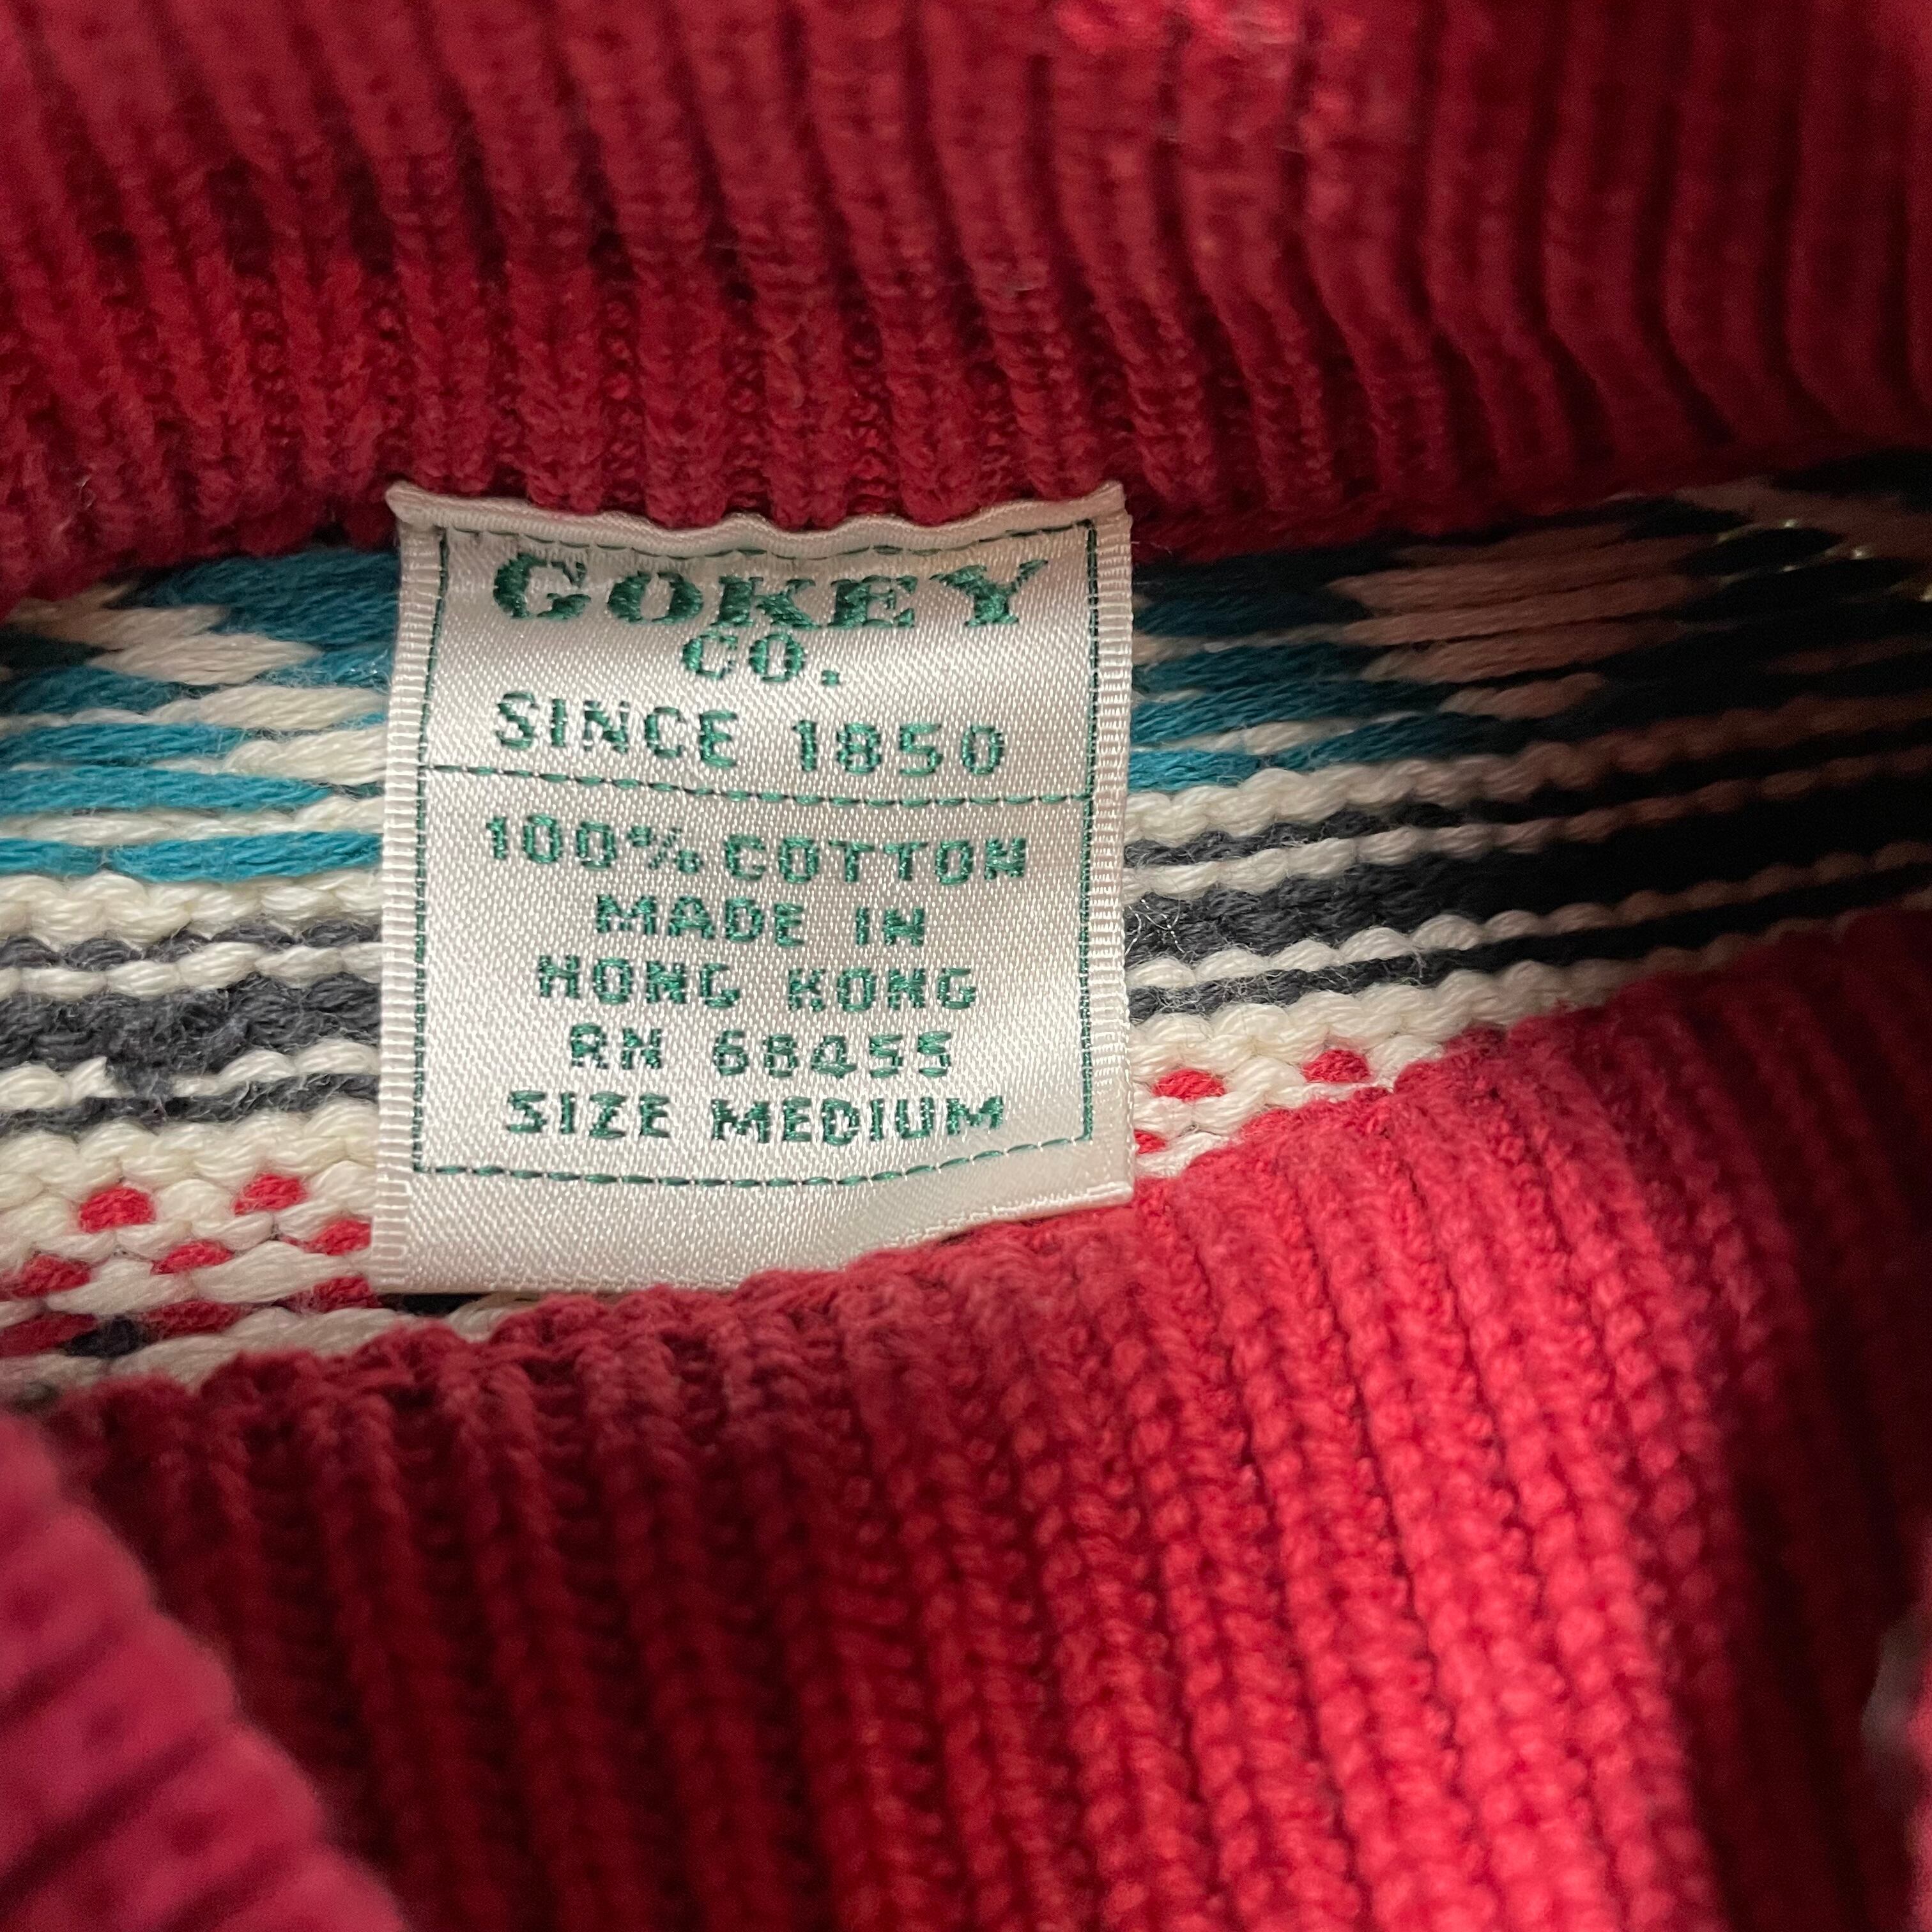 GOKEY
CO.
SINCE 1850
100% COTTON
MADE IN
HONG KONG
RN 68455
SIZE MEDIUM